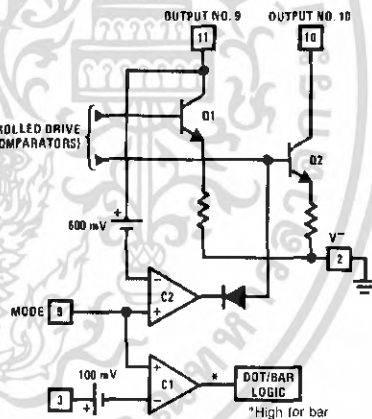 OUTPUT NO. 9
OUTPUT NO. 10
11
10
Q1
ROLLED DRIVE
OMPARATORS)
Q2
+
600 mV
V−
2
−
MODE 9
C2
+
100 mV
+
*
DOT/BAR
LOGIC
3
+
C1
−
*High for bar